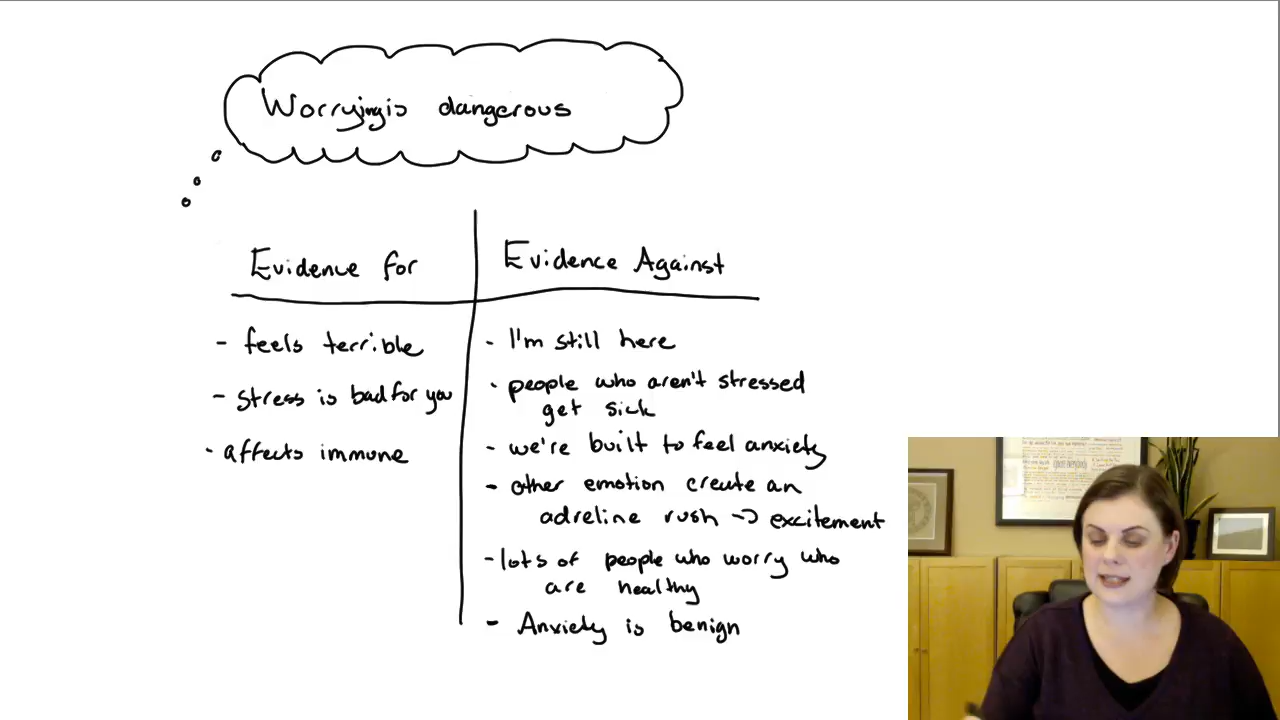 Worryingis dangerous
Evidence for
Evidence Against
- feels terrible
- stress is bad for you
- affects immune
- I'm still here
- people who aren't stressed
get sick
- we're built to feel anxiety
- other emotion create an
adreline rush → excitement
- lots of people who worry who
are healthy
- Anxiety is benign